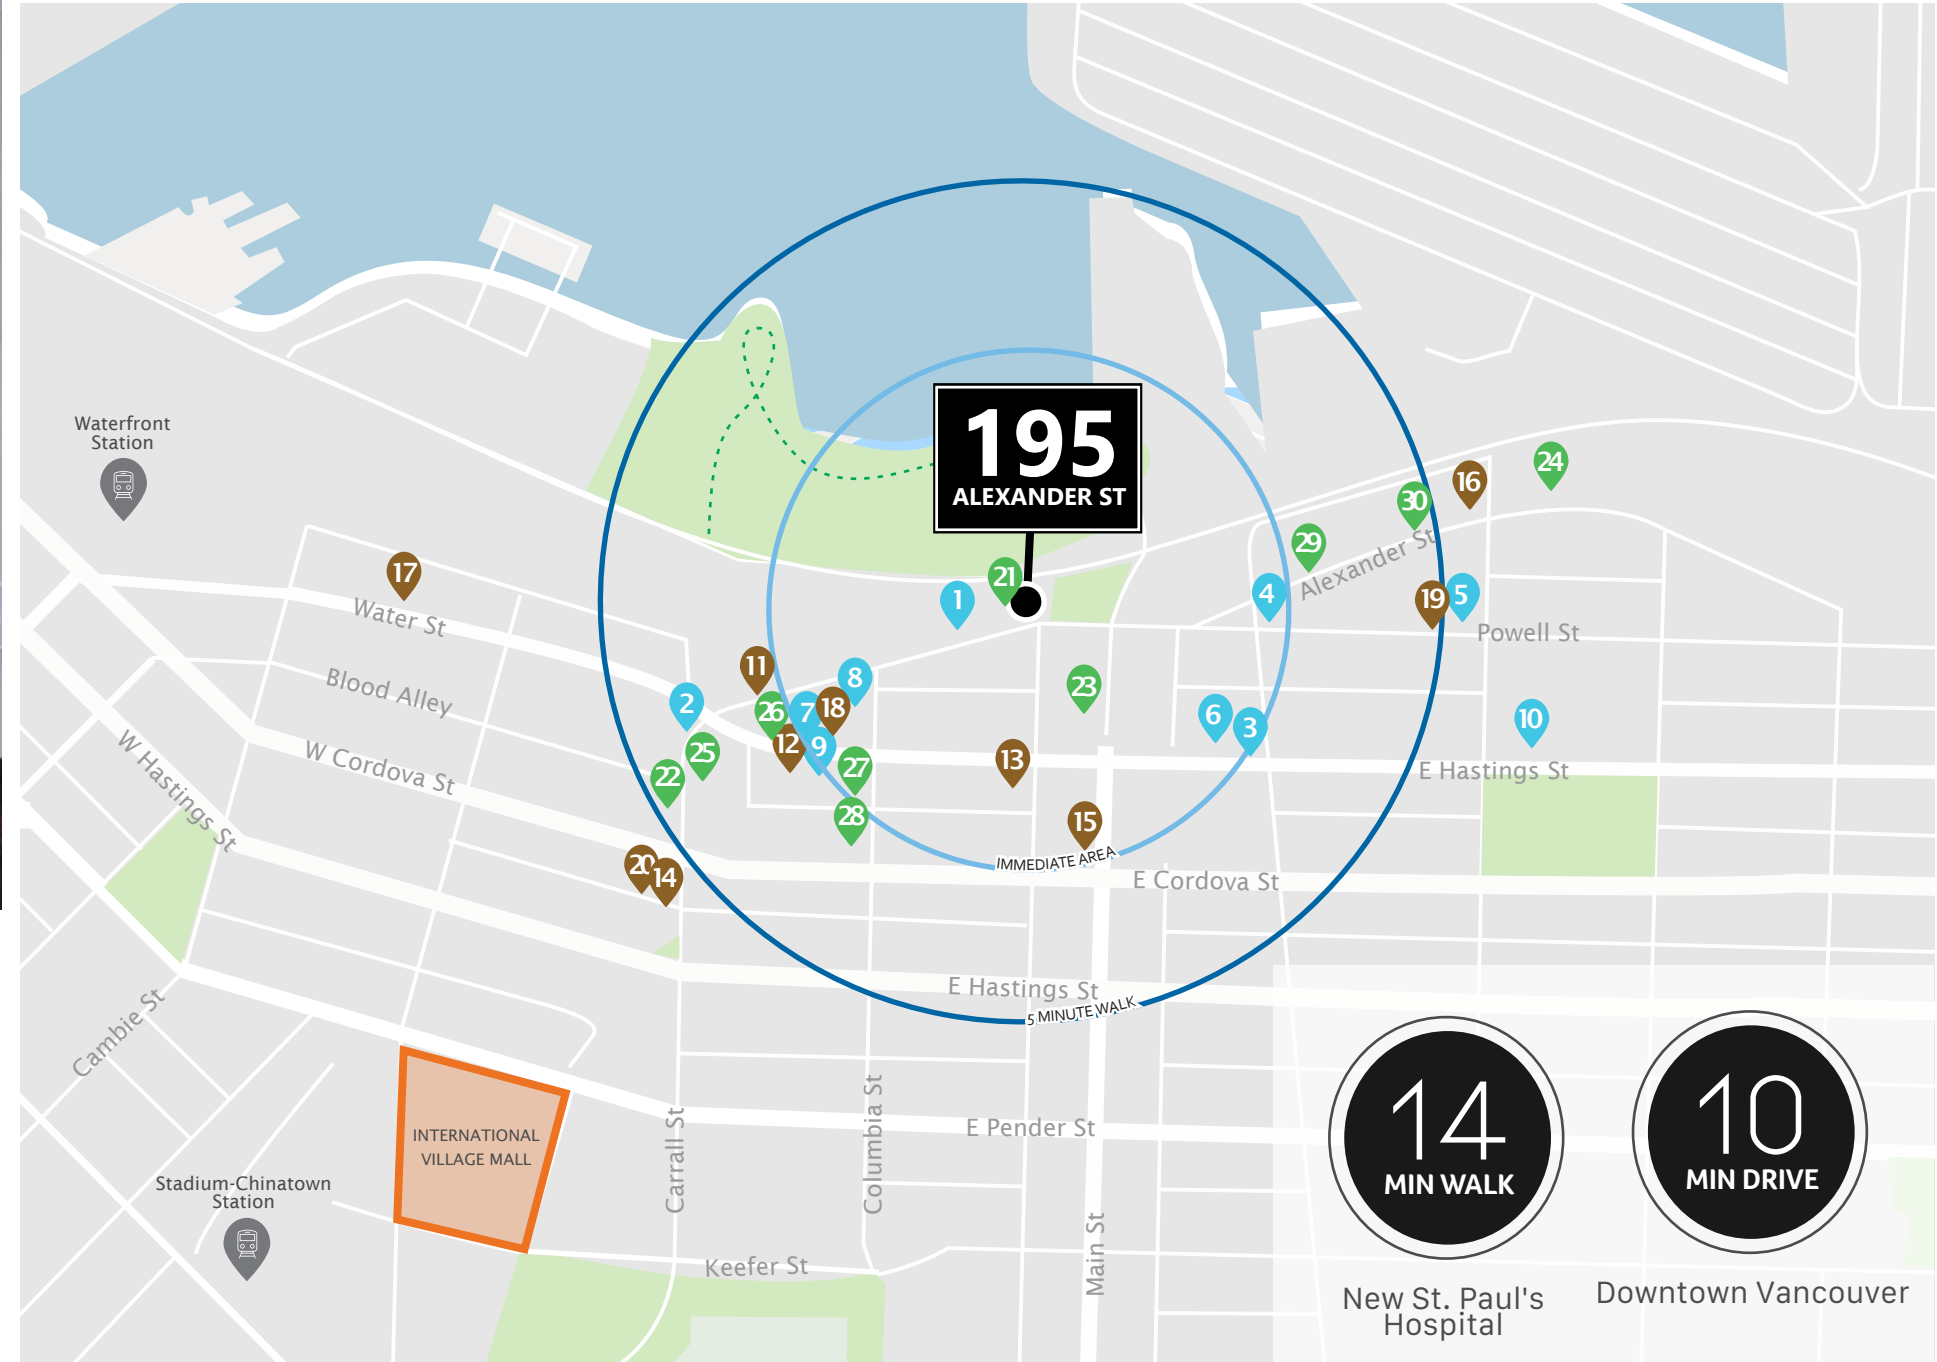 195
ALEXANDER ST
Waterfront
Station
24
16
30
29
Alexander St
17
21
1
4
19
5
Water St
Powell St
11
Blood Alley
8
23
2
26
7
18
6
3
10
12
9
25
13
W Hastings St
W Cordova St
22
27
E Hastings St
28
15
20
14
IMMEDIATE AREA
E Cordova St
E Hastings St
5 MINUTE WALK
Cambie St
INTERNATIONAL
VILLAGE MALL
Carrall St
Columbia St
E Pender St
Main St
Stadium-Chinatown
Station
Keefer St
14
MIN WALK
New St. Paul's
Hospital
10
MIN DRIVE
Downtown Vancouver